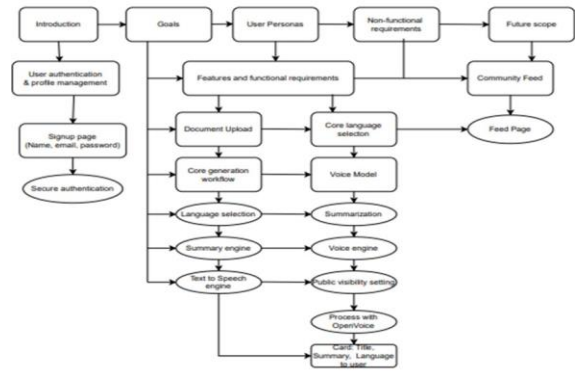 Introduction
Goals
User Personas
Non-functional
requirements
Future scope
User authentication
& profile management
Features and functional requirements
Community Feed
Signup page
(Name, email, password)
Document Upload
Core language
selecton
Feed Page
Secure authentication
Core generation
workflow
Voice Model
Language selection
Summarization
Summary engine
Voice engine
Text to Speech
engine
Public visibility setting
Process with
OpenVoice
Card: Title,
Summary, Language
to user